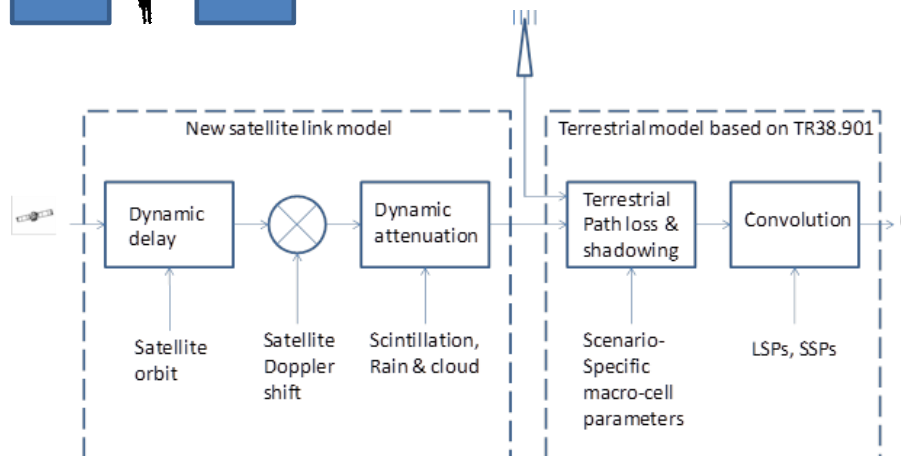 New satellite link model
Terrestrial model based on TR38.901
Dynamic
delay
Dynamic
attenuation
Terrestrial
Path loss &
shadowing
Convolution
Satellite
orbit
Satellite
Doppler
shift
Scintillation,
Rain & cloud
Scenario-
Specific
macro-cell
parameters
LSPs, SSPs